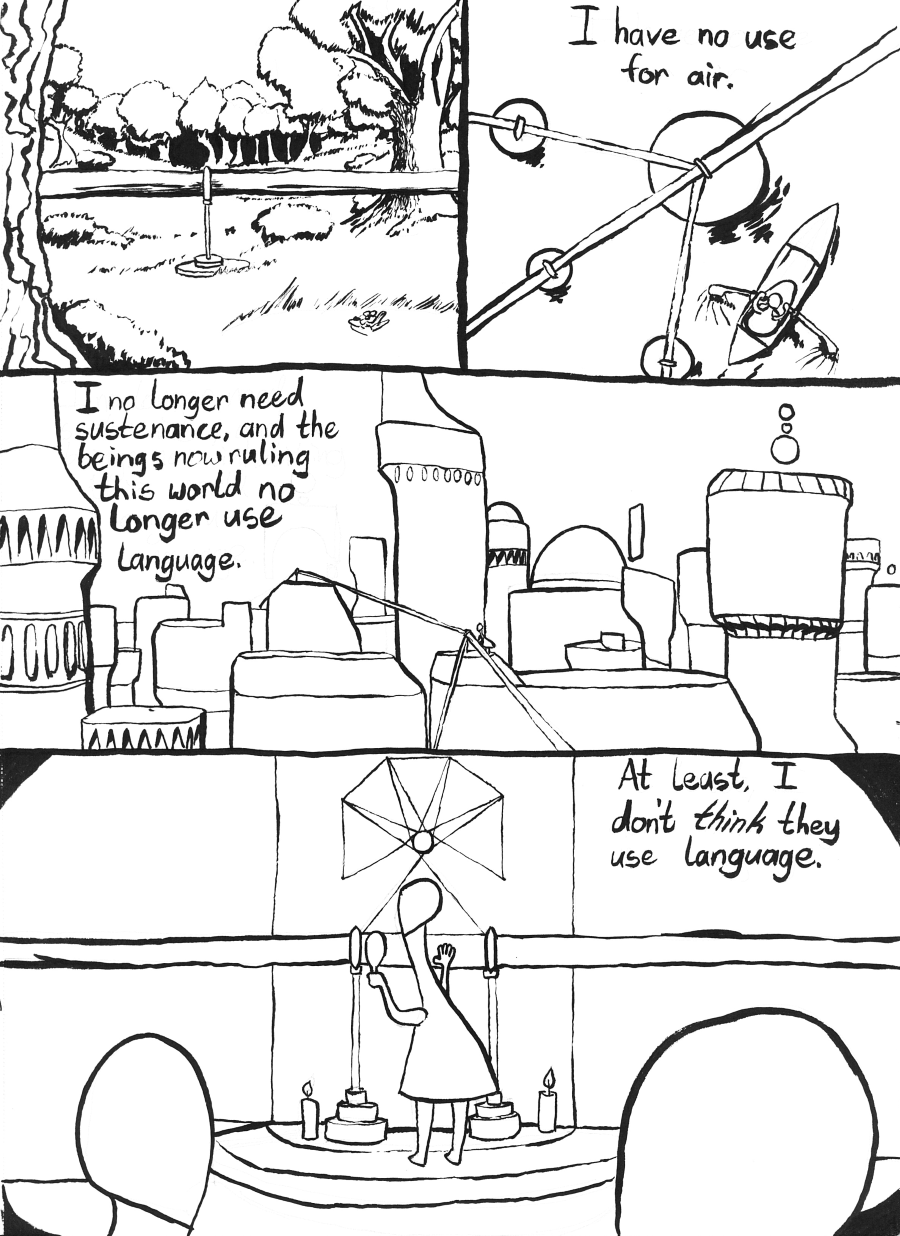 I have no use
for air.
I no longer need
sustenance, and the
beings now ruling
this world no
longer use
language.
At least, I
don't think they
use language.